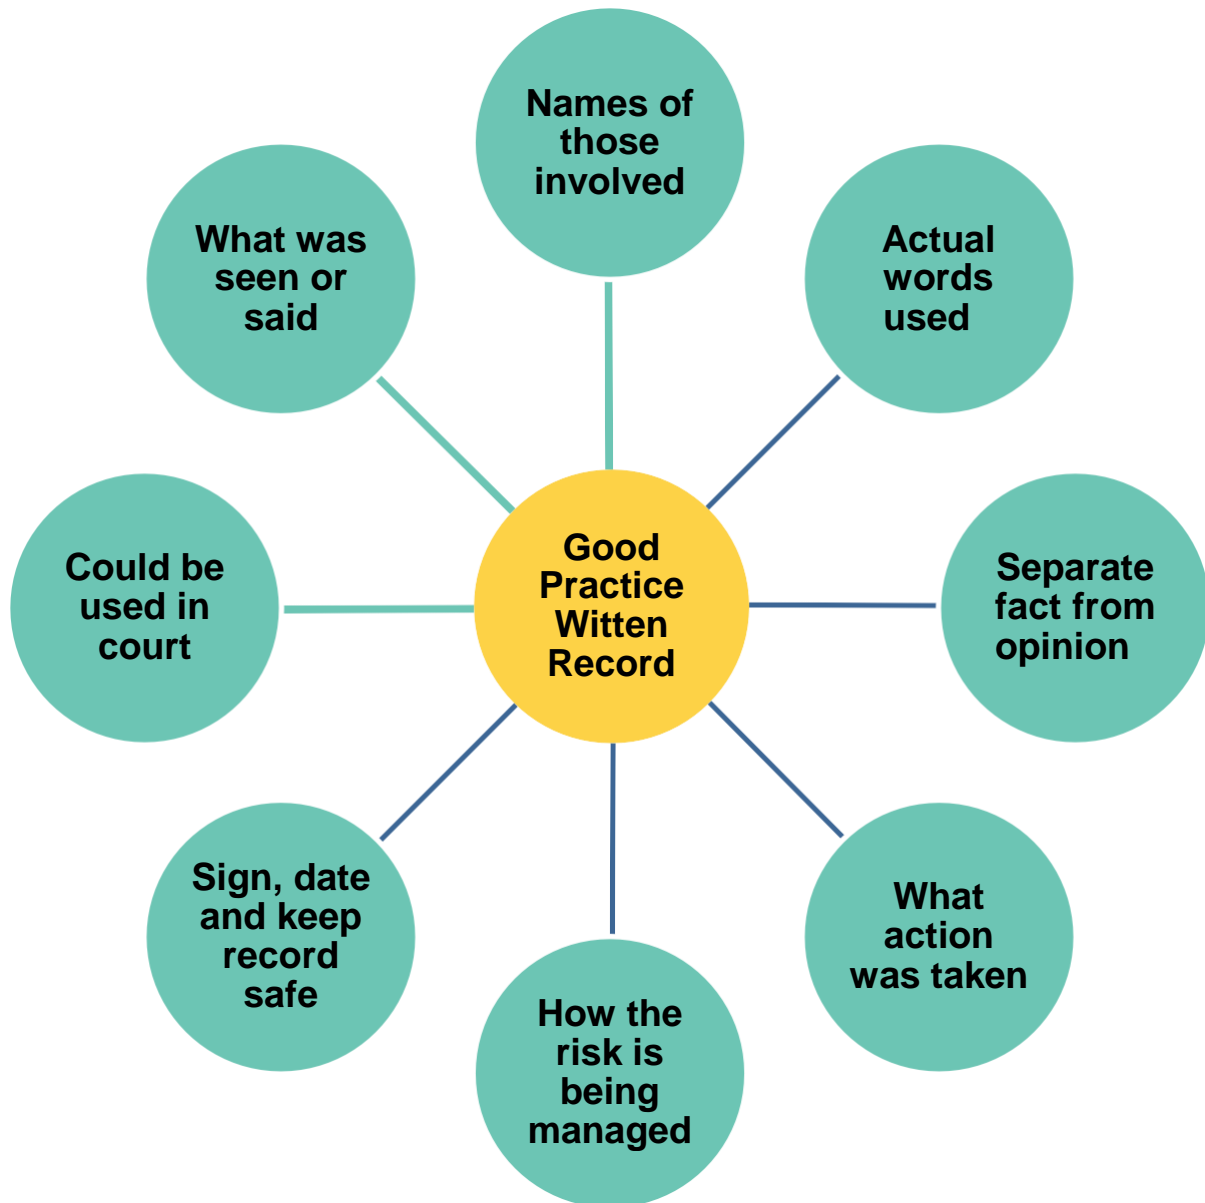 Names of
those
involved
Actual
words
used
Separate
fact from
opinion
What
action
was taken
How the
risk is
being
managed
Sign, date
and keep
record
safe
Could be
used in
court
What was
seen or
said
Good
Practice
Witten
Record